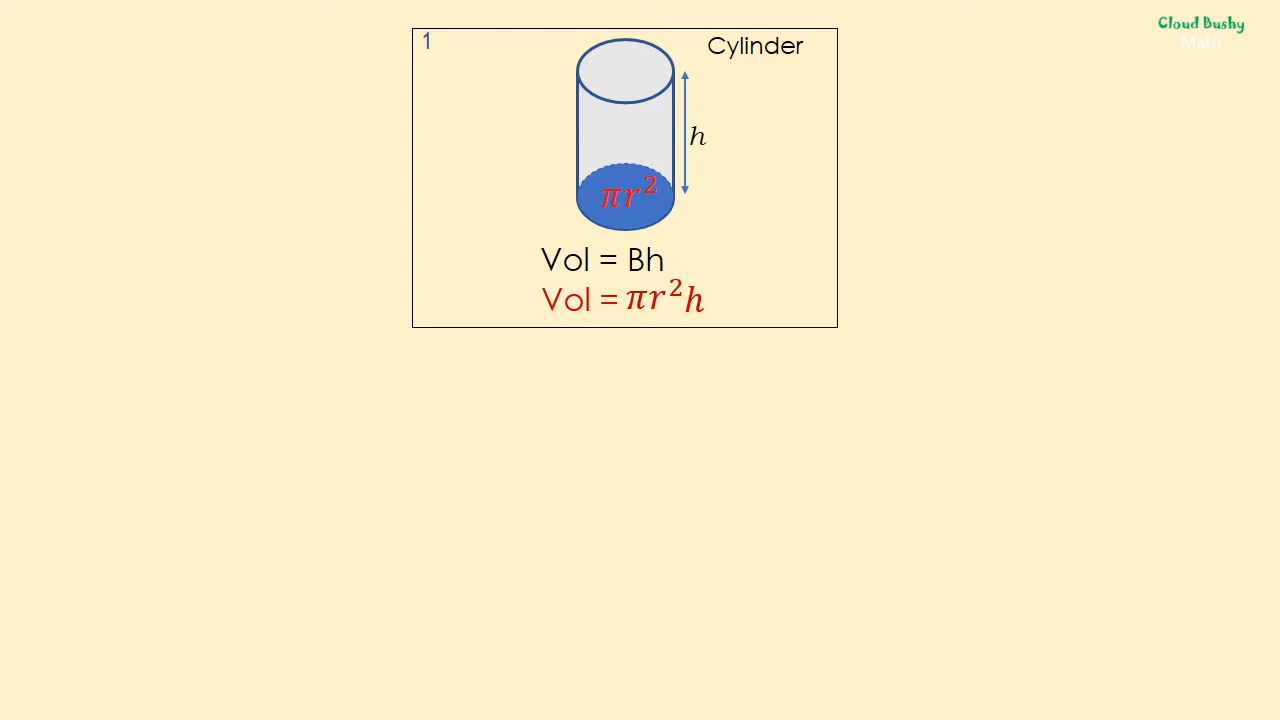 Cloud Bushy
Math
1
Cylinder
h
πr²
Vol = Bh
Vol = πr²h